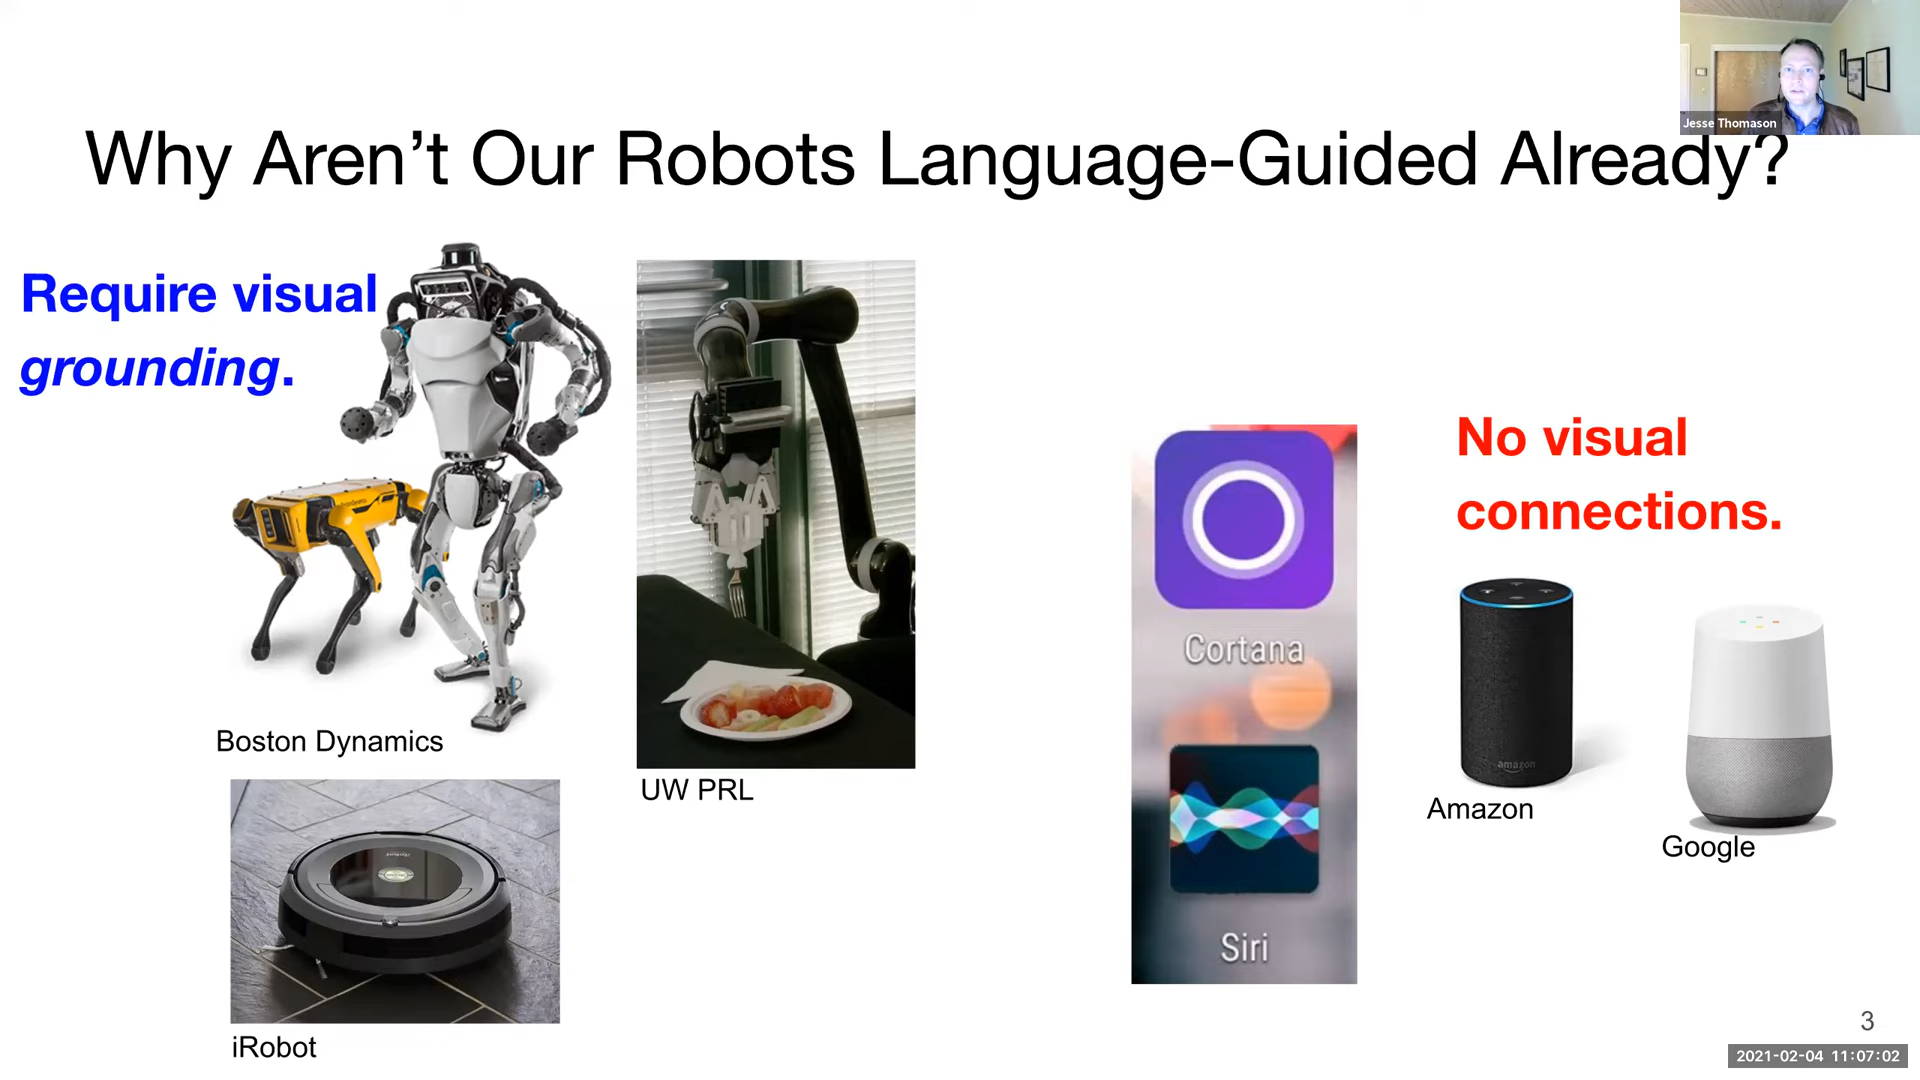 Jesse Thomason
Why Aren't Our Robots Language-Guided Already?
Require visual
grounding.
Boston Dynamics
UW PRL
iRobot
Cortana
Siri
No visual
connections.
amazon
Amazon
Google
3
2021-02-04 11:07:02